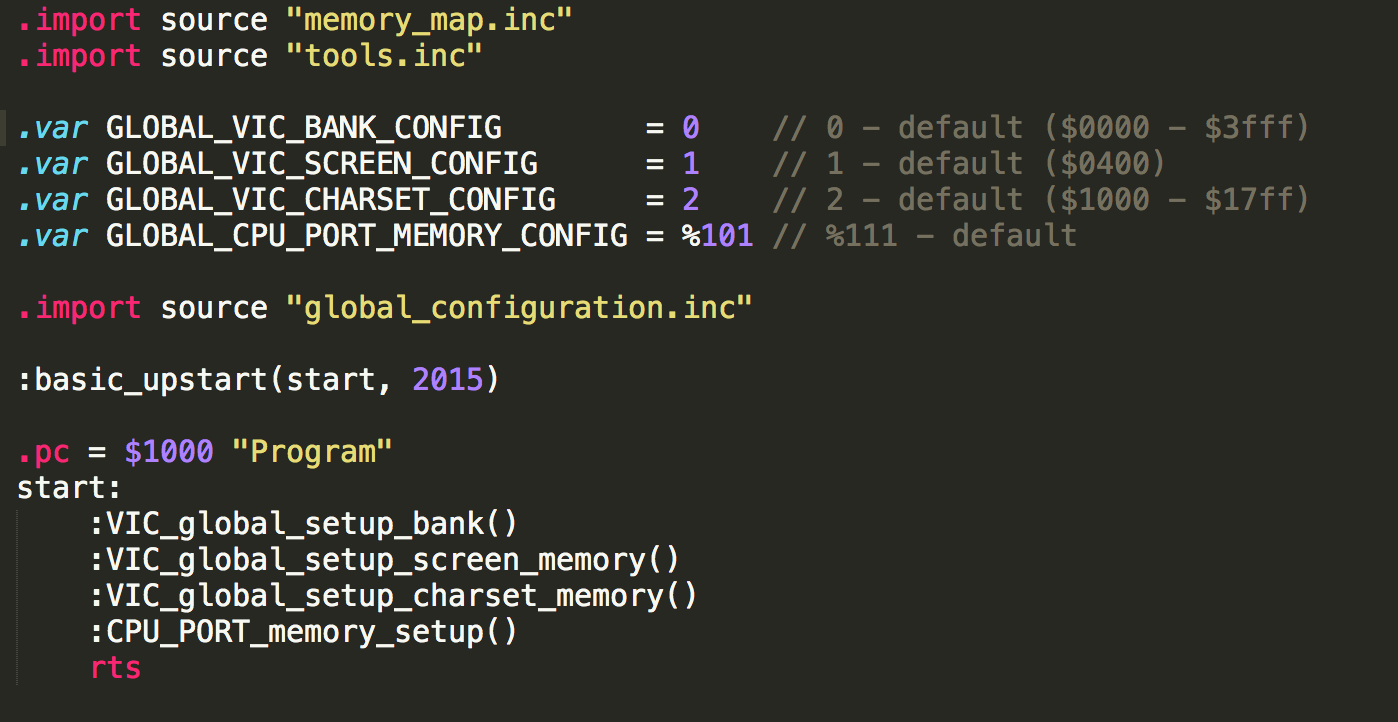 .import source "memory_map.inc"
.import source "tools.inc"
.var GLOBAL_VIC_BANK_CONFIG        = 0    // 0 – default ($0000 – $3fff)
.var GLOBAL_VIC_SCREEN_CONFIG      = 1    // 1 – default ($0400)
.var GLOBAL_VIC_CHARSET_CONFIG     = 2    // 2 – default ($1000 – $17ff)
.var GLOBAL_CPU_PORT_MEMORY_CONFIG = %101 // %111 – default
.import source "global_configuration.inc"
:basic_upstart(start, 2015)
.pc = $1000 "Program"
start:
    :VIC_global_setup_bank()
    :VIC_global_setup_screen_memory()
    :VIC_global_setup_charset_memory()
    :CPU_PORT_memory_setup()
    rts